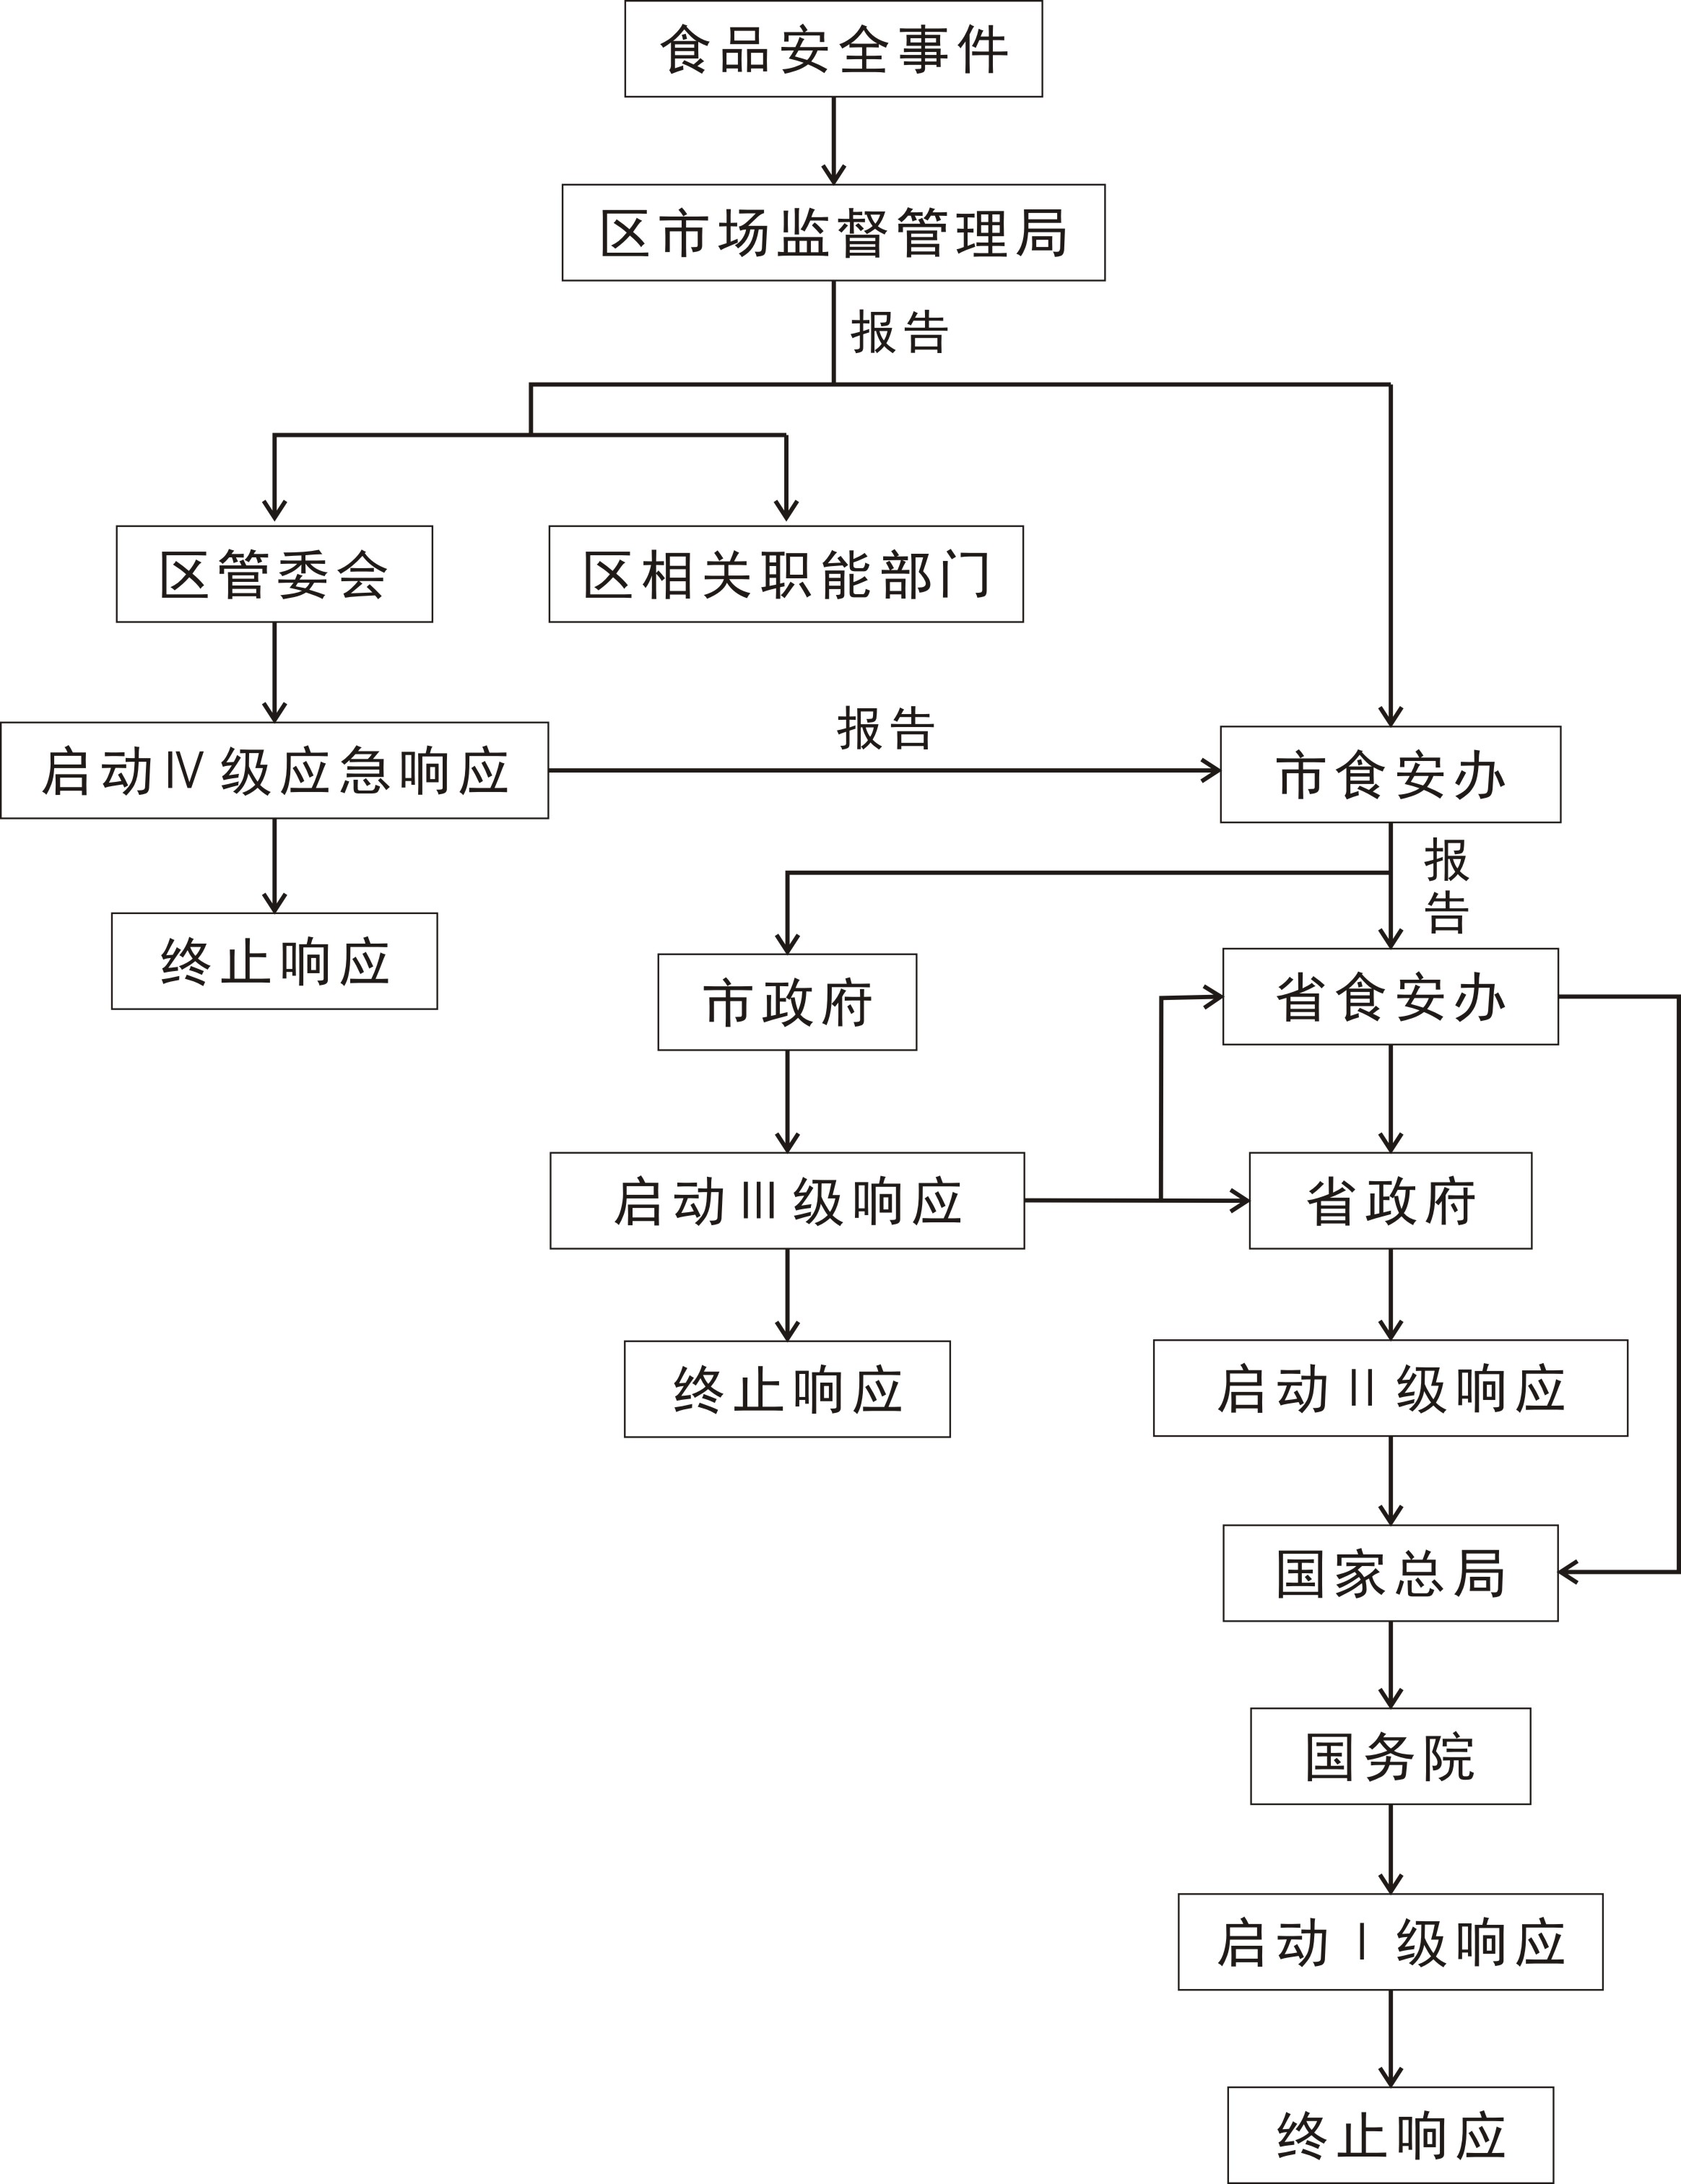 食品安全事件
区市场监督管理局
报告
区管委会
区相关职能部门
报告
启动Ⅳ级应急响应
市食安办
报
告
终止响应
市政府
省食安办
启动Ⅲ级响应
省政府
终止响应
启动Ⅱ级响应
国家总局
国务院
启动Ⅰ级响应
终止响应